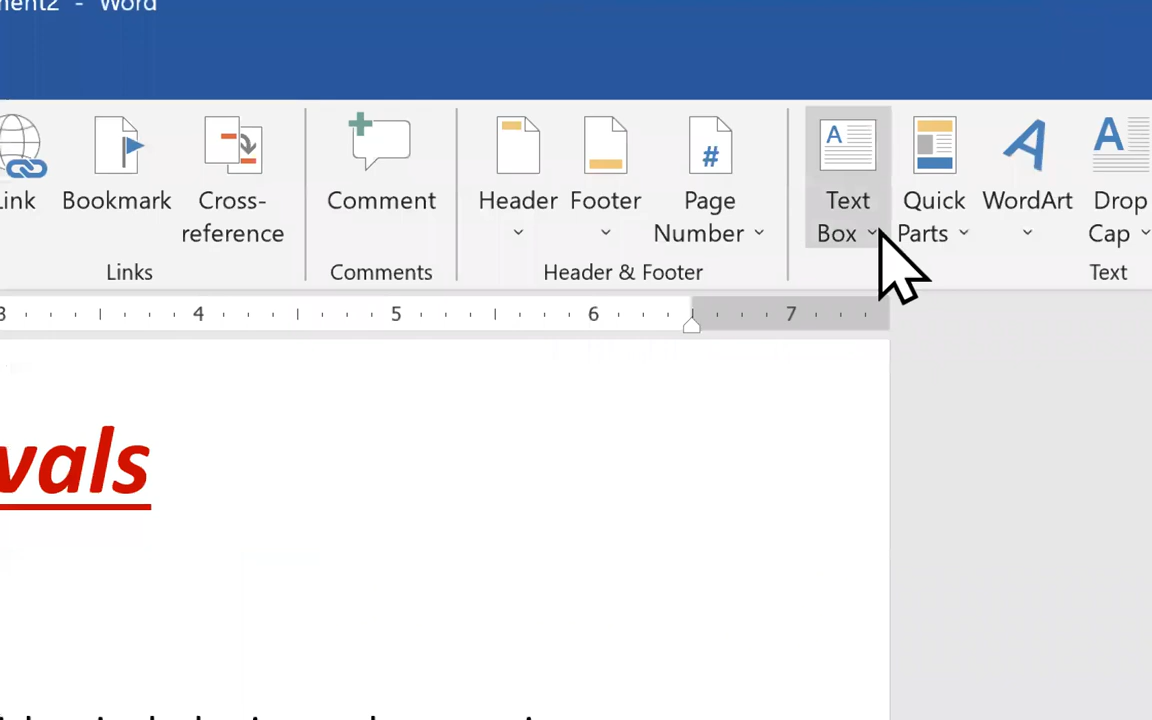 - Word
Link Bookmark Cross-reference Comment Header Footer Page Number Text Box Quick Parts WordArt Drop Cap
Links Comments Header & Footer Text
3 4 5 6 7
vals